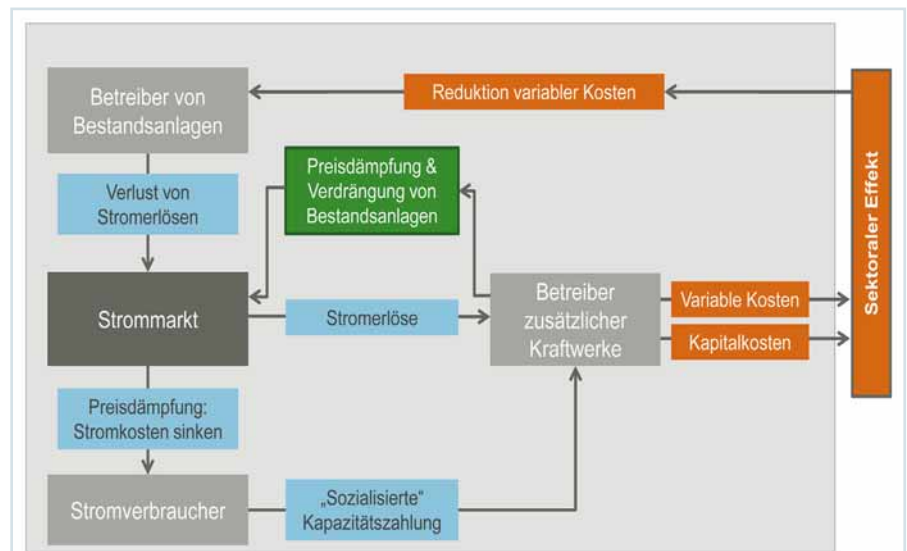 Betreiber von
Bestandsanlagen
Reduktion variabler Kosten
Preisdämpfung &
Verdrängung von
Bestandsanlagen
Verlust von
Stromerlösen
Strommarkt
Stromerlöse
Betreiber
zusätzlicher
Kraftwerke
Variable Kosten
Kapitalkosten
Sektoraler Effekt
Preisdämpfung:
Stromkosten sinken
Stromverbraucher
„Sozialisierte“
Kapazitätszahlung